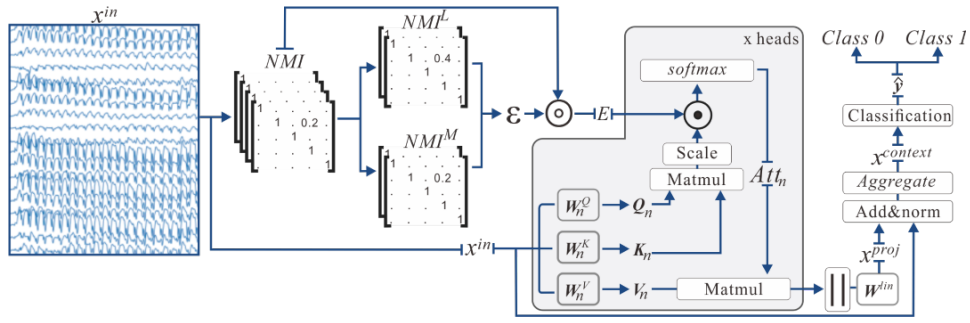 x^{in}
NMI
1
1 0.2
1
1
NMI^L
1
1 0.4
1
1
NMI^M
1
1 0.2
1
1
ε
E
x heads
softmax
Scale
Matmul
Att_n
W_n^Q
Q_n
W_n^K
K_n
W_n^V
V_n
Matmul
x^{in}
Class 0
Class 1
ŷ
Classification
x^{context}
Aggregate
Add&norm
x^{proj}
||
W^{lin}